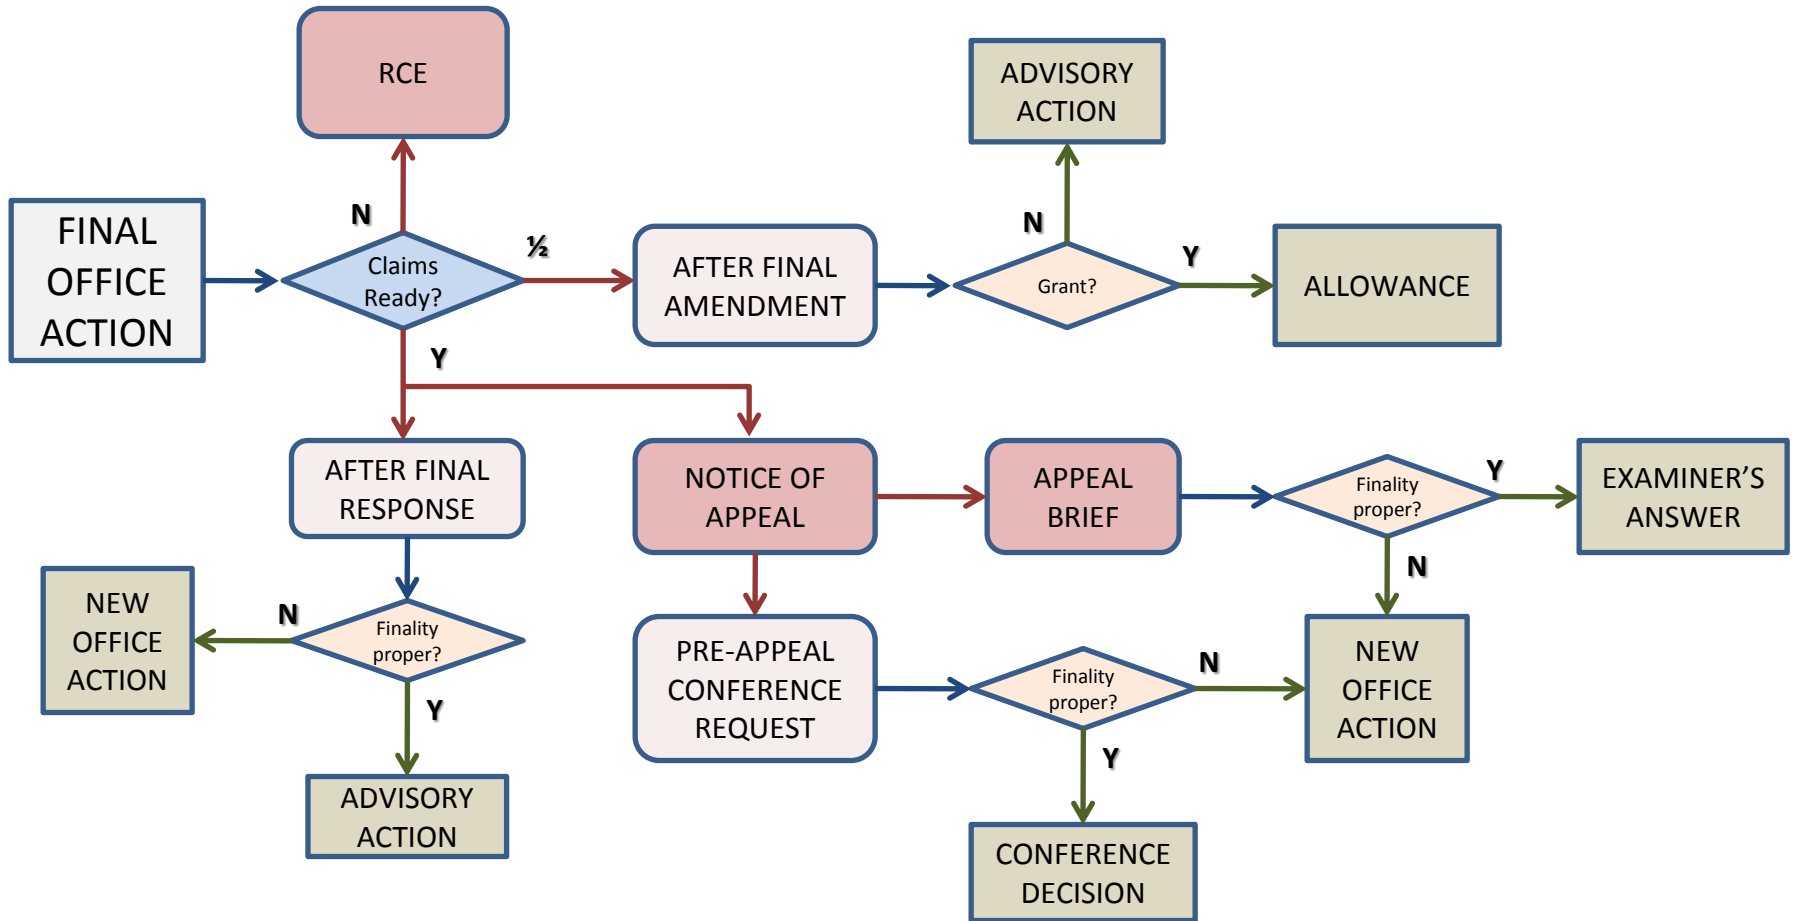 RCE
ADVISORY
ACTION
FINAL
OFFICE
ACTION
N
Claims
Ready?
½
AFTER FINAL
AMENDMENT
N
Grant?
Y
ALLOWANCE
Y
AFTER FINAL
RESPONSE
NOTICE OF
APPEAL
APPEAL
BRIEF
Finality
proper?
Y
EXAMINER'S
ANSWER
N
NEW
OFFICE
ACTION
N
Finality
proper?
Y
ADVISORY
ACTION
PRE-APPEAL
CONFERENCE
REQUEST
Finality
proper?
N
NEW
OFFICE
ACTION
Y
CONFERENCE
DECISION